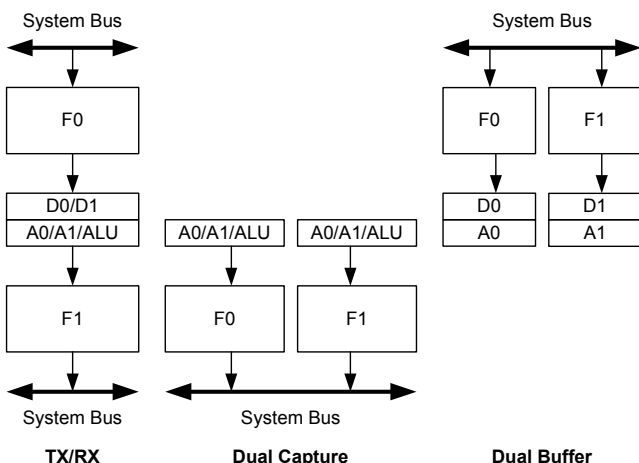 System Bus
System Bus
F0
F0
F1
D0/D1
D0
D1
A0/A1/ALU
A0/A1/ALU
A0/A1/ALU
A0
A1
F1
F0
F1
System Bus
System Bus
TX/RX
Dual Capture
Dual Buffer